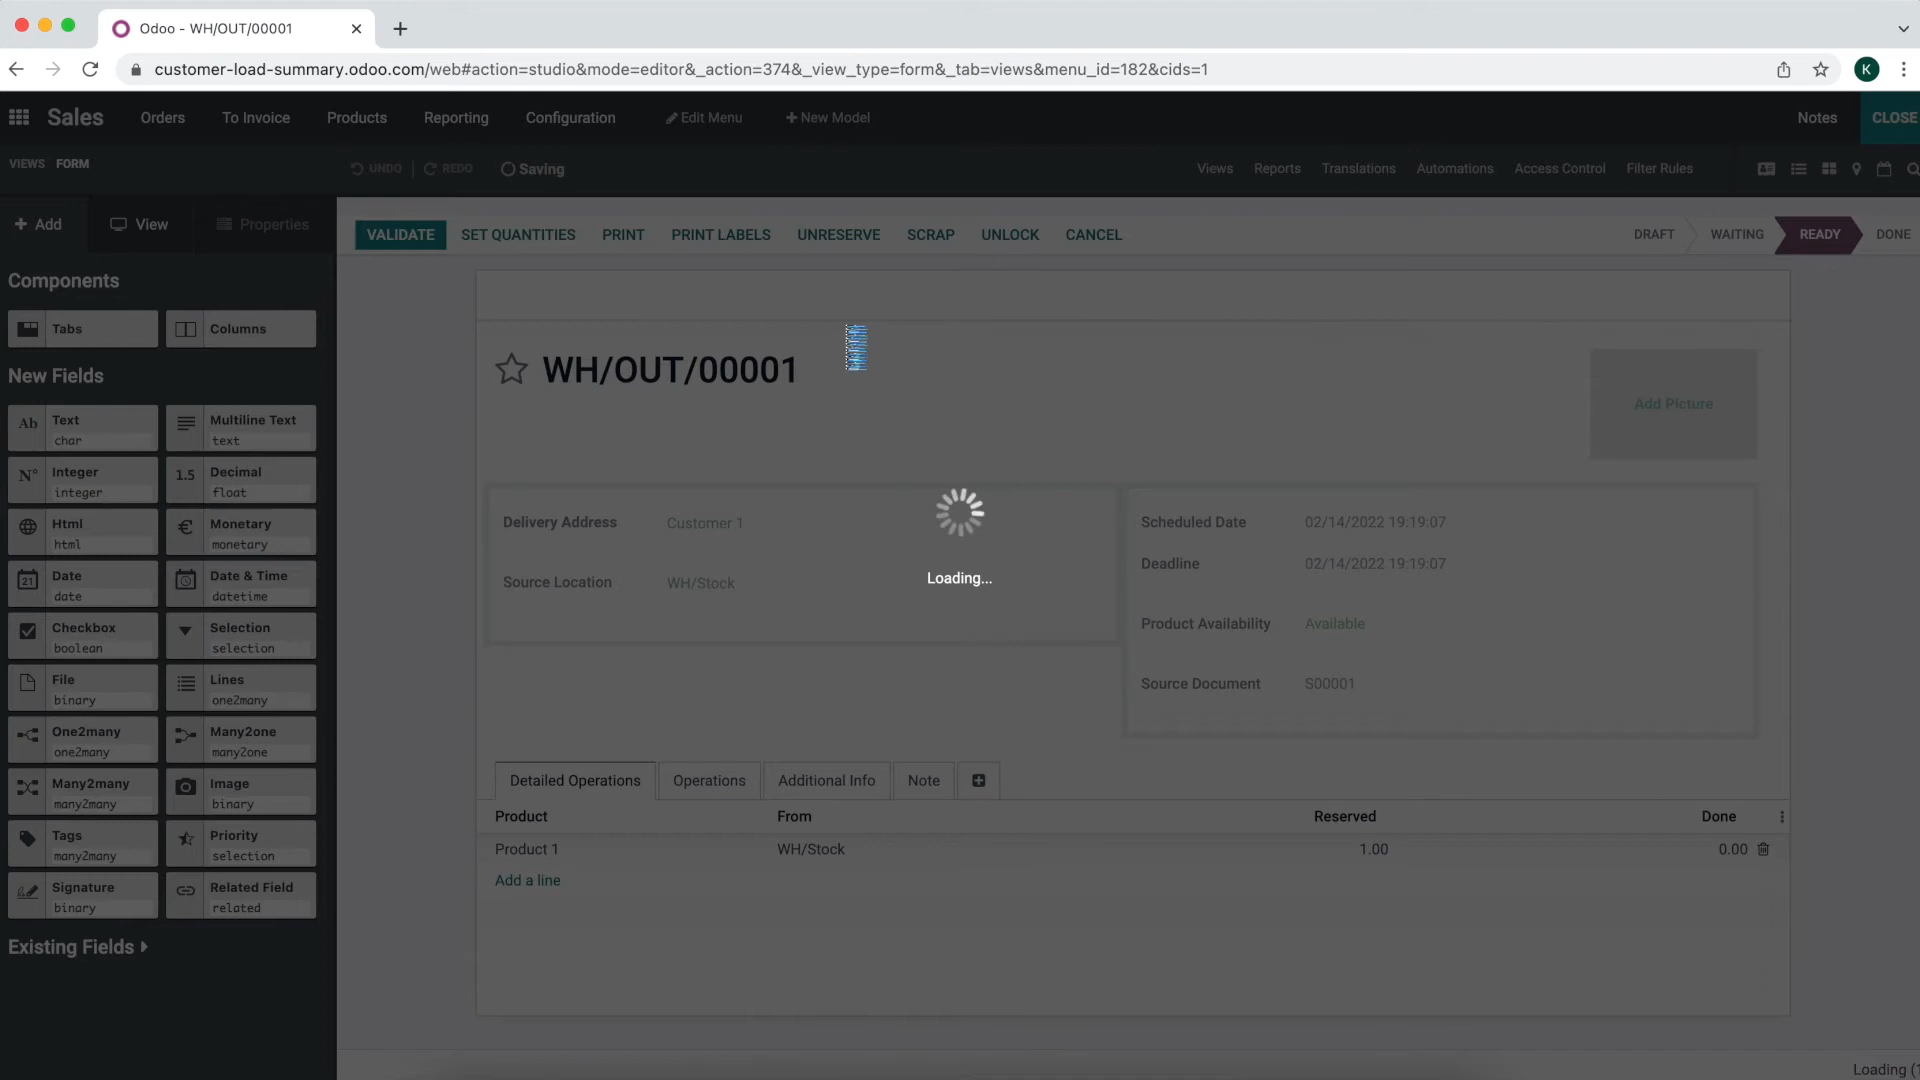 Odoo - WH/OUT/00001
customer-load-summary.odoo.com/web#action=studio&mode=editor&_action=374&_view_type=form&_tab=views&menu_id=182&cids=1
K
Sales Orders To Invoice Products Reporting Configuration Edit Menu + New Model Notes CLOSE
VIEWS FORM UNDO REDO Saving Views Reports Translations Automations Access Control Filter Rules
+ Add View Properties
VALIDATE SET QUANTITIES PRINT PRINT LABELS UNRESERVE SCRAP UNLOCK CANCEL DRAFT WAITING READY DONE
Components
Tabs Columns
New Fields
Ab Text char Multiline Text text
N° Integer integer 1.5 Decimal float
Html html € Monetary monetary
21 Date date Date & Time datetime
Checkbox boolean Selection selection
File binary Lines one2many
One2many one2many Many2one many2one
Many2many many2many Image binary
Tags many2many Priority selection
Signature binary Related Field related
Existing Fields
WH/OUT/00001
Add Picture
Delivery Address Customer 1
Source Location WH/Stock
Scheduled Date 02/14/2022 19:19:07
Deadline 02/14/2022 19:19:07
Product Availability Available
Source Document S00001
Loading...
Detailed Operations Operations Additional Info Note
Product From Reserved Done
Product 1 WH/Stock 1.00 0.00
Add a line
Loading (